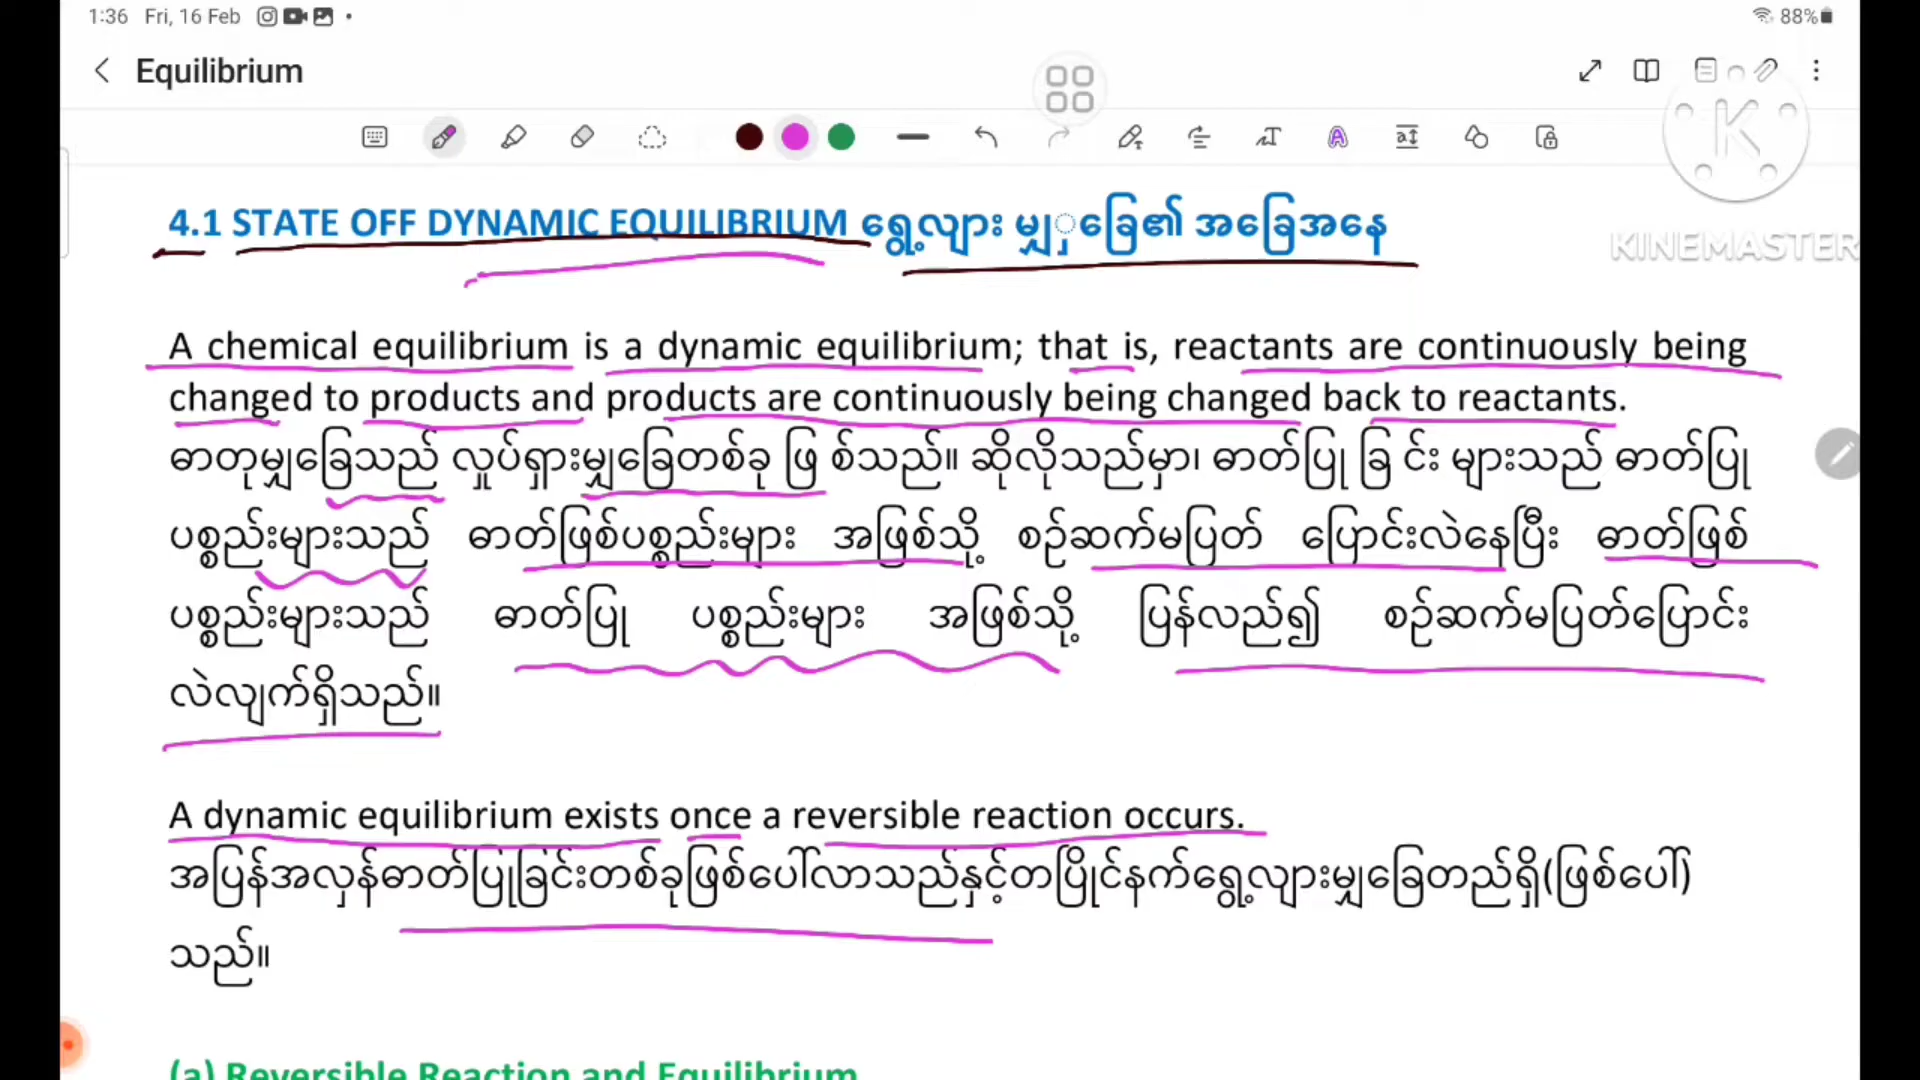 1:36 Fri, 16 Feb
88%
Equilibrium
KINEMASTER
4.1 STATE OFF DYNAMIC EQUILIBRIUM ရွေ့လျား မျှ◌ှခြေ၏ အခြေအနေ
A chemical equilibrium is a dynamic equilibrium; that is, reactants are continuously being
changed to products and products are continuously being changed back to reactants.
ဓာတုမျှခြေသည် လှုပ်ရှားမျှခြေတစ်ခု ဖြ စ်သည်။ ဆိုလိုသည်မှာ၊ ဓာတ်ပြု ခြ င်း များသည် ဓာတ်ပြု
ပစ္စည်းများသည် ဓာတ်ဖြစ်ပစ္စည်းများ အဖြစ်သို့ စဉ်ဆက်မပြတ် ပြောင်းလဲနေပြီး ဓာတ်ဖြစ်
ပစ္စည်းများသည် ဓာတ်ပြု ပစ္စည်းများ အဖြစ်သို့ ပြန်လည်၍ စဉ်ဆက်မပြတ်ပြောင်း
လဲလျက်ရှိသည်။
A dynamic equilibrium exists once a reversible reaction occurs.
အပြန်အလှန်ဓာတ်ပြုခြင်းတစ်ခုဖြစ်ပေါ်လာသည်နှင့်တပြိုင်နက်ရွေ့လျားမျှခြေတည်ရှိ(ဖြစ်ပေါ်)
သည်။
(a) Reversible Reaction and Equilibrium